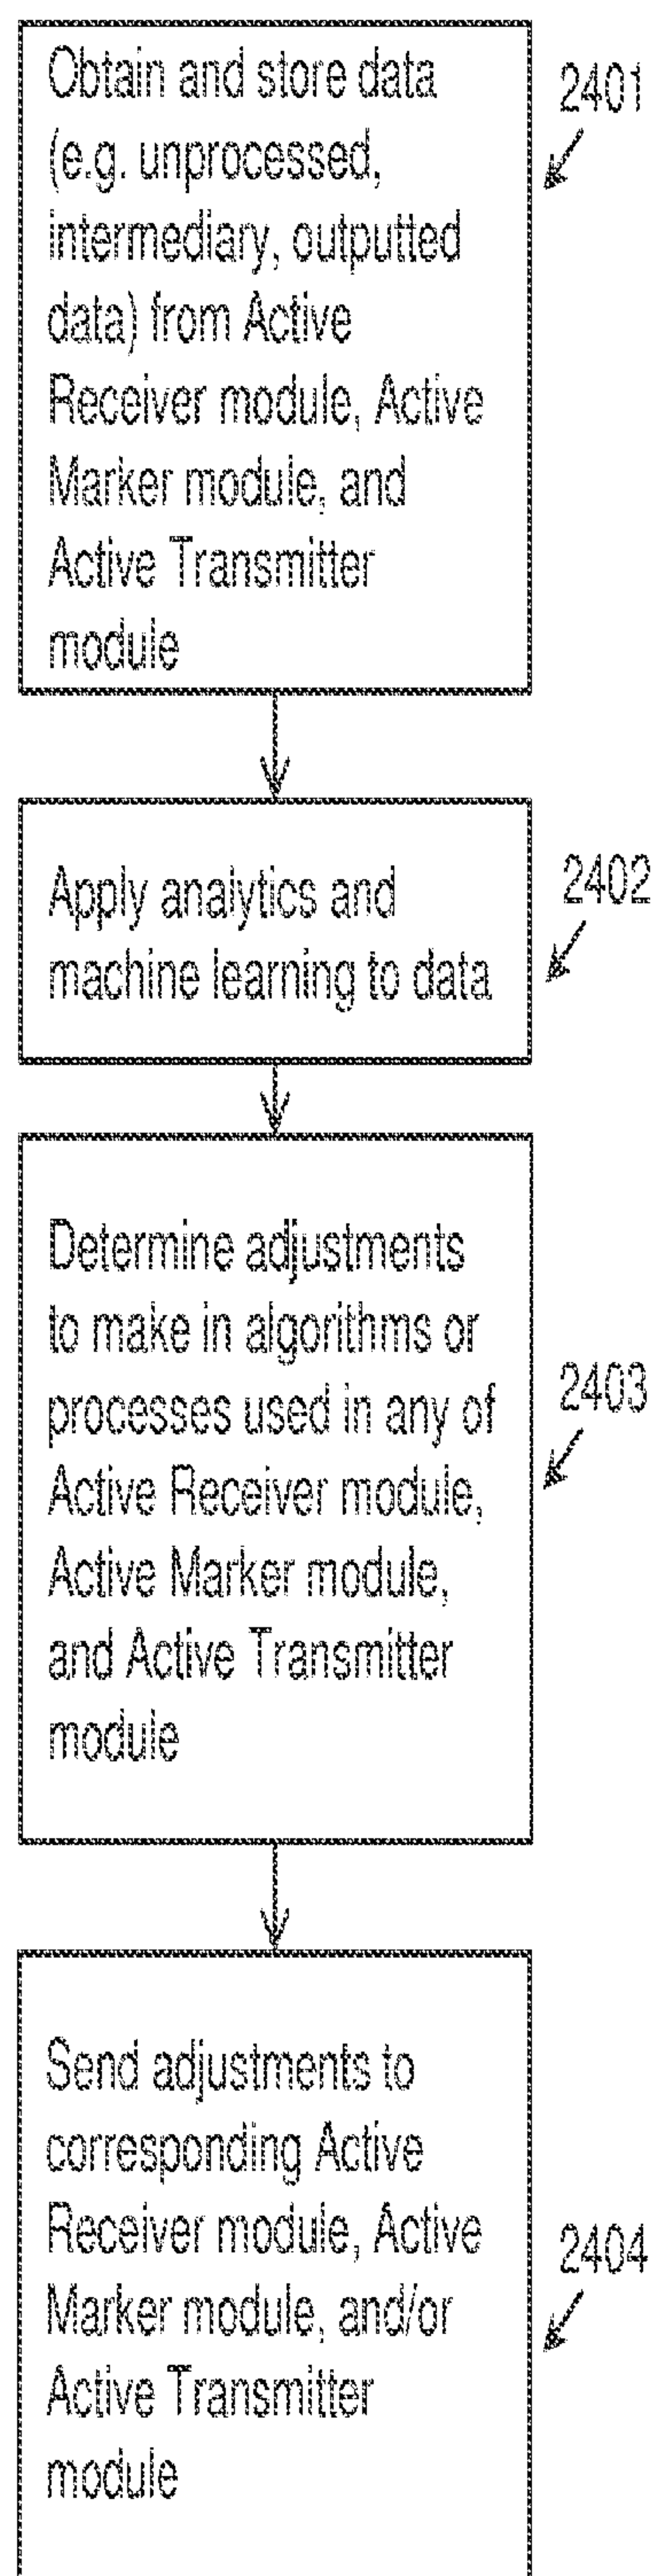 Obtain and store data
(e.g. unprocessed,
intermediary, outputted
data) from Active
Receiver module, Active
Marker module, and
Active Transmitter
module
2401
Apply analytics and
machine learning to data
2402
Determine adjustments
to make in algorithms or
processes used in any of
Active Receiver module,
Active Marker module,
and Active Transmitter
module
2403
Send adjustments to
corresponding Active
Receiver module, Active
Marker module, and/or
Active Transmitter
module
2404